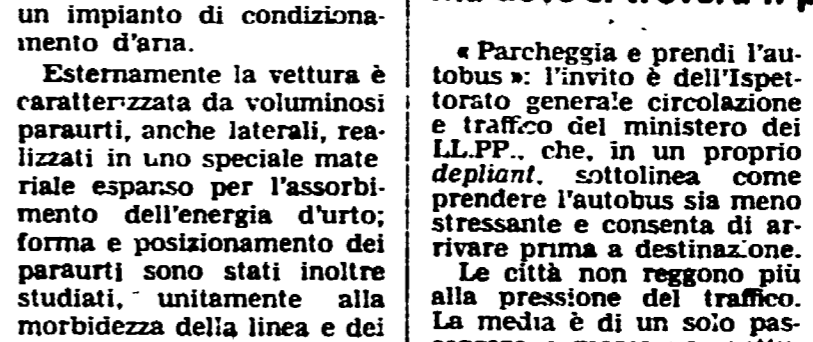 un impianto di condiziona-
mento d'aria.
Esternamente la vettura è
caratterizzata da voluminosi
paraurti, anche laterali, rea-
lizzati in uno speciale mate
riale espanso per l'assorbi-
mento dell'energia d'urto;
forma e posizionamento dei
paraurti sono stati inoltre
studiati, unitamente alla
morbidezza della linea e dei
« Parcheggia e prendi l'au-
tobus »: l'invito è dell'Ispet-
torato generale circolazione
e traffico del ministero dei
LL.PP., che, in un proprio
depliant, sottolinea come
prendere l'autobus sia meno
stressante e consenta di ar-
rivare prima a destinazione.
Le città non reggono più
alla pressione del traffico.
La media è di un solo pas-